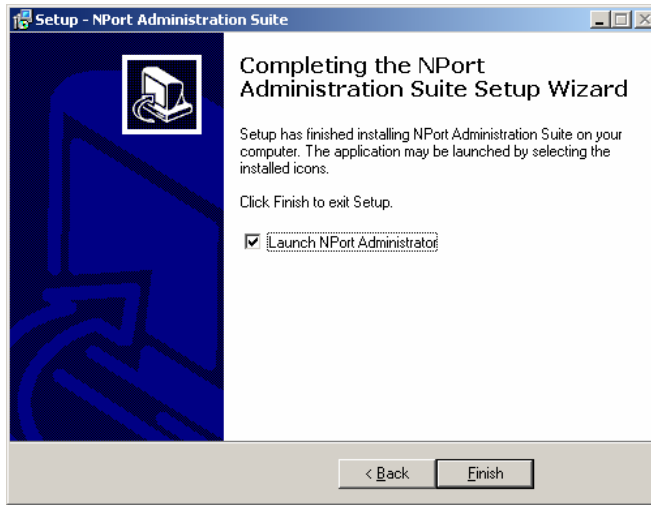 Setup - NPort Administration Suite
Completing the NPort
Administration Suite Setup Wizard
Setup has finished installing NPort Administration Suite on your
computer. The application may be launched by selecting the
installed icons.
Click Finish to exit Setup.
Launch NPort Administrator
< Back
Finish